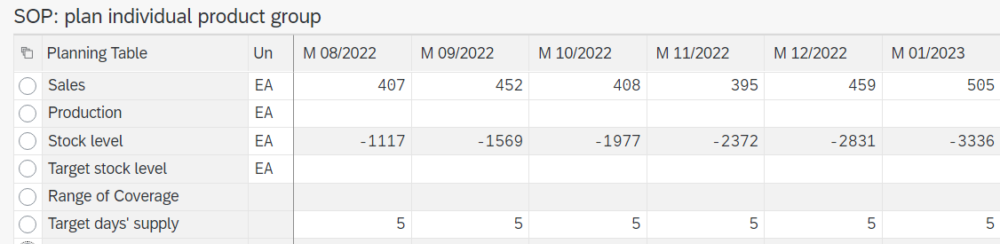 SOP: plan individual product group
Planning Table Un M 08/2022 M 09/2022 M 10/2022 M 11/2022 M 12/2022 M 01/2023
Sales EA 407 452 408 395 459 505
Production EA
Stock level EA -1117 -1569 -1977 -2372 -2831 -3336
Target stock level EA
Range of Coverage
Target days' supply 5 5 5 5 5 5